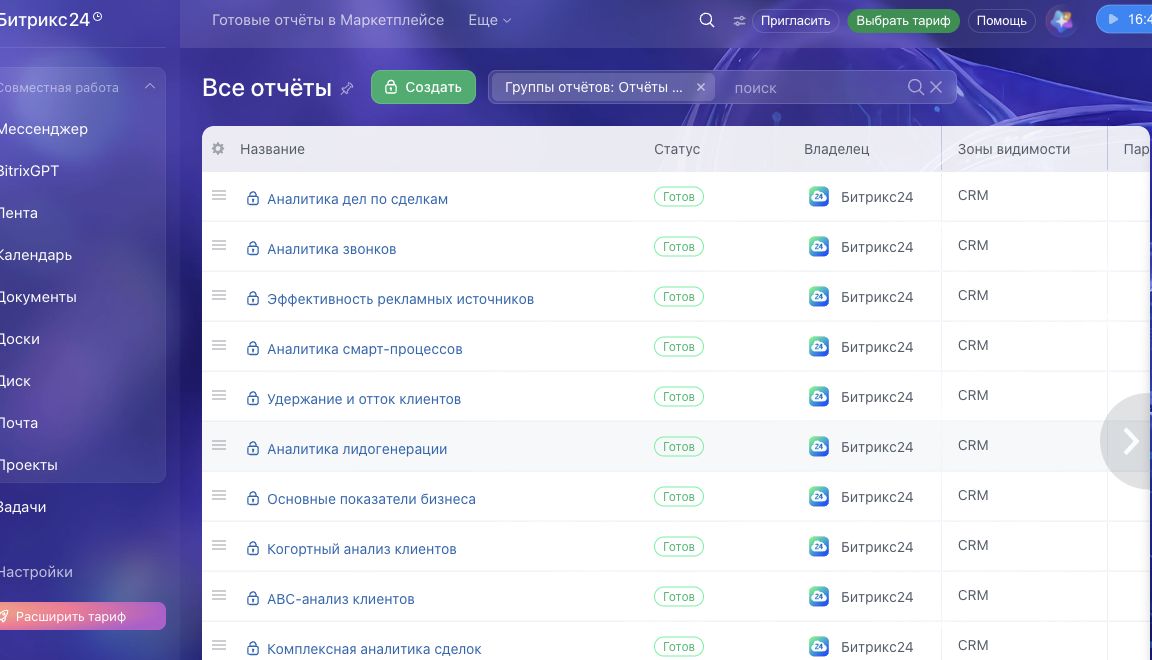 Битрикс24
Готовые отчёты в Маркетплейсе
Еще
Пригласить
Выбрать тариф
Помощь
16:4
Совместная работа
Мессенджер
BitrixGPT
Лента
Календарь
Документы
Доски
Диск
Почта
Проекты
Задачи
Настройки
Расширить тариф
Все отчёты
Создать
Группы отчётов: Отчёты ...
поиск
Название Статус Владелец Зоны видимости Пар
Аналитика дел по сделкам Готов Битрикс24 CRM
Аналитика звонков Готов Битрикс24 CRM
Эффективность рекламных источников Готов Битрикс24 CRM
Аналитика смарт-процессов Готов Битрикс24 CRM
Удержание и отток клиентов Готов Битрикс24 CRM
Аналитика лидогенерации Готов Битрикс24 CRM
Основные показатели бизнеса Готов Битрикс24 CRM
Когортный анализ клиентов Готов Битрикс24 CRM
ABC-анализ клиентов Готов Битрикс24 CRM
Комплексная аналитика сделок Готов Битрикс24 CRM